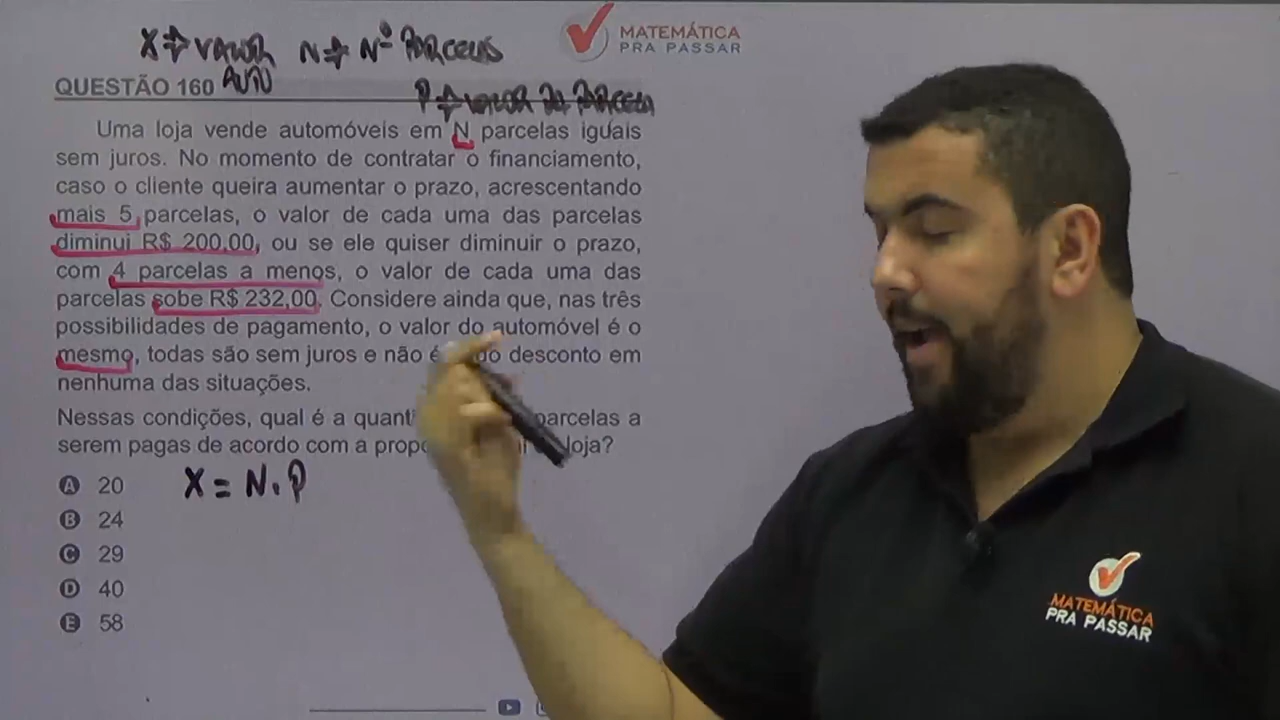 MATEMÁTICA
PRA PASSAR
X → VALOR AUTO N → Nº PARCELAS
P → VALOR DA PARCELA
QUESTÃO 160
Uma loja vende automóveis em N parcelas iguais
sem juros. No momento de contratar o financiamento,
caso o cliente queira aumentar o prazo, acrescentando
mais 5 parcelas, o valor de cada uma das parcelas
diminui R$ 200,00, ou se ele quiser diminuir o prazo,
com 4 parcelas a menos, o valor de cada uma das
parcelas sobe R$ 232,00. Considere ainda que, nas três
possibilidades de pagamento, o valor do automóvel é o
mesmo, todas são sem juros e não é desconto em
nenhuma das situações.
Nessas condições, qual é a parcelas a
serem pagas de acordo com a loja?
A 20
B 24
C 29
D 40
E 58
X = N . P
MATEMÁTICA
PRA PASSAR